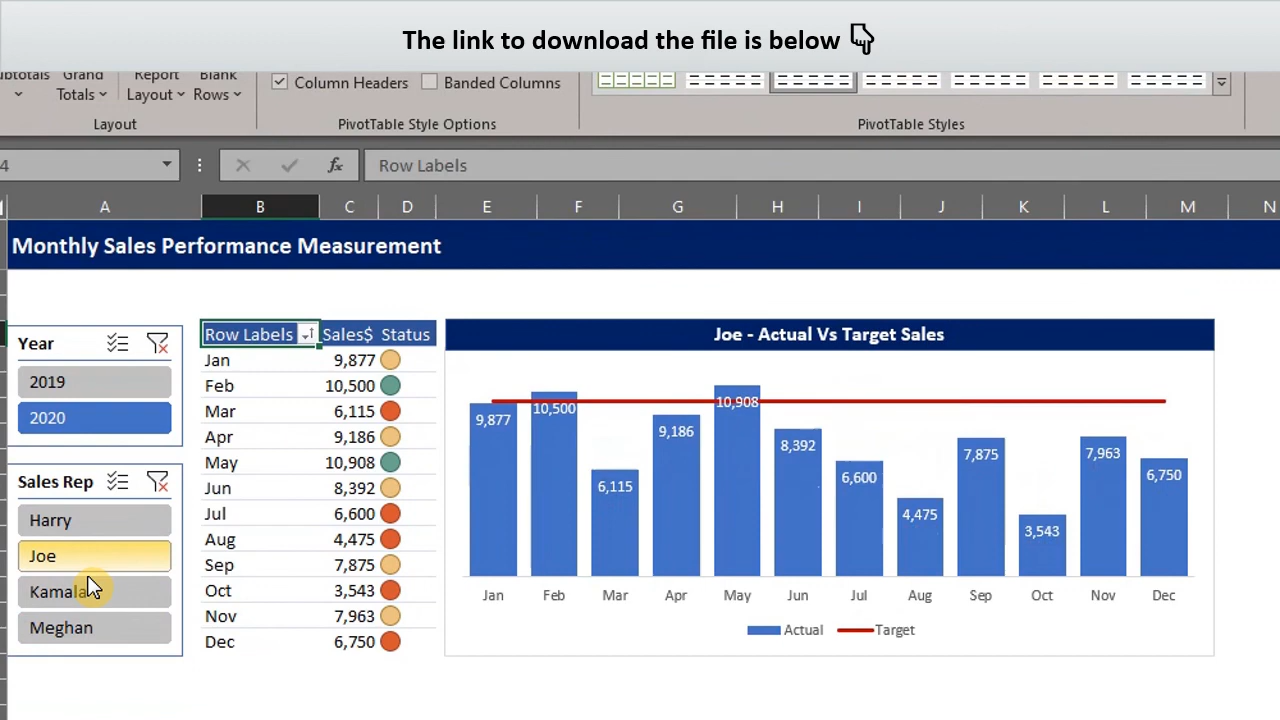 The link to download the file is below
ubtotals Grand Totals Report Layout Blank Rows
Column Headers Banded Columns
Layout PivotTable Style Options PivotTable Styles
4 fx Row Labels
A B C D E F G H I J K L M N
Monthly Sales Performance Measurement
Year
2019
2020
Sales Rep
Harry
Joe
Kamala
Meghan
Row Labels Sales$ Status
Jan 9,877
Feb 10,500
Mar 6,115
Apr 9,186
May 10,908
Jun 8,392
Jul 6,600
Aug 4,475
Sep 7,875
Oct 3,543
Nov 7,963
Dec 6,750
Joe - Actual Vs Target Sales
9,877 10,500 6,115 9,186 10,908 8,392 6,600 4,475 7,875 3,543 7,963 6,750
Jan Feb Mar Apr May Jun Jul Aug Sep Oct Nov Dec
Actual Target